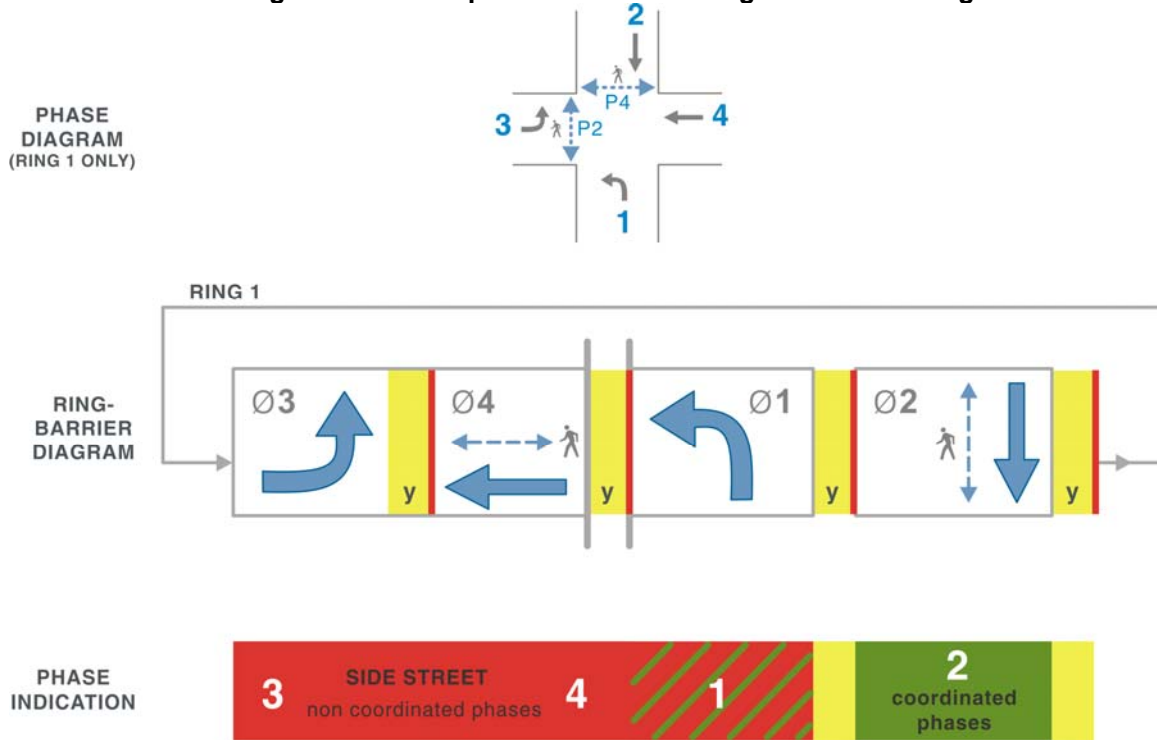 2
PHASE
DIAGRAM
(RING 1 ONLY)
P4
3
P2
4
1
RING 1
RING-
BARRIER
DIAGRAM
Ø3
y
Ø4
y
Ø1
y
Ø2
y
PHASE
INDICATION
3
SIDE STREET
non coordinated phases
4
1
2
coordinated
phases